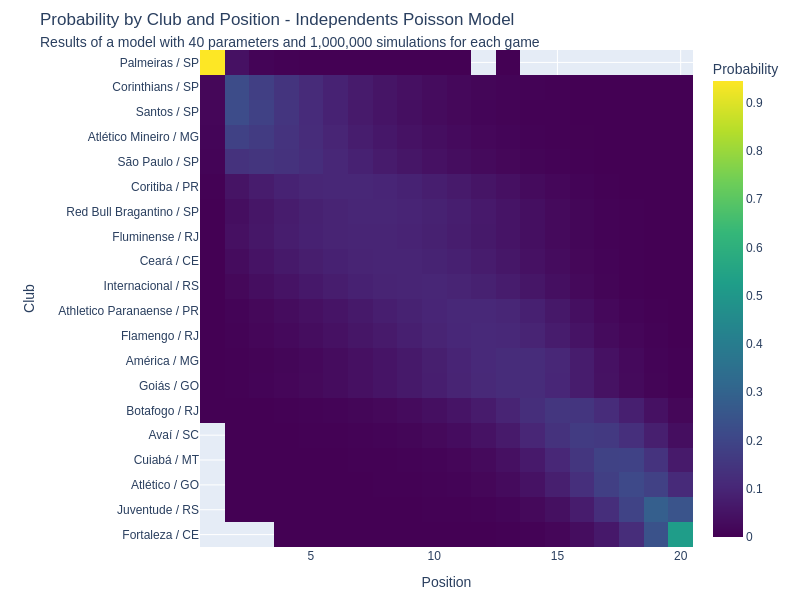 Probability by Club and Position - Independents Poisson Model
Results of a model with 40 parameters and 1,000,000 simulations for each game
Probability
Palmeiras / SP
Corinthians / SP
Santos / SP
Atlético Mineiro / MG
São Paulo / SP
Coritiba / PR
Red Bull Bragantino / SP
Fluminense / RJ
Ceará / CE
Internacional / RS
Athletico Paranaense / PR
Flamengo / RJ
América / MG
Goiás / GO
Botafogo / RJ
Avaí / SC
Cuiabá / MT
Atlético / GO
Juventude / RS
Fortaleza / CE
Club
5
10
15
20
Position
0.9
0.8
0.7
0.6
0.5
0.4
0.3
0.2
0.1
0